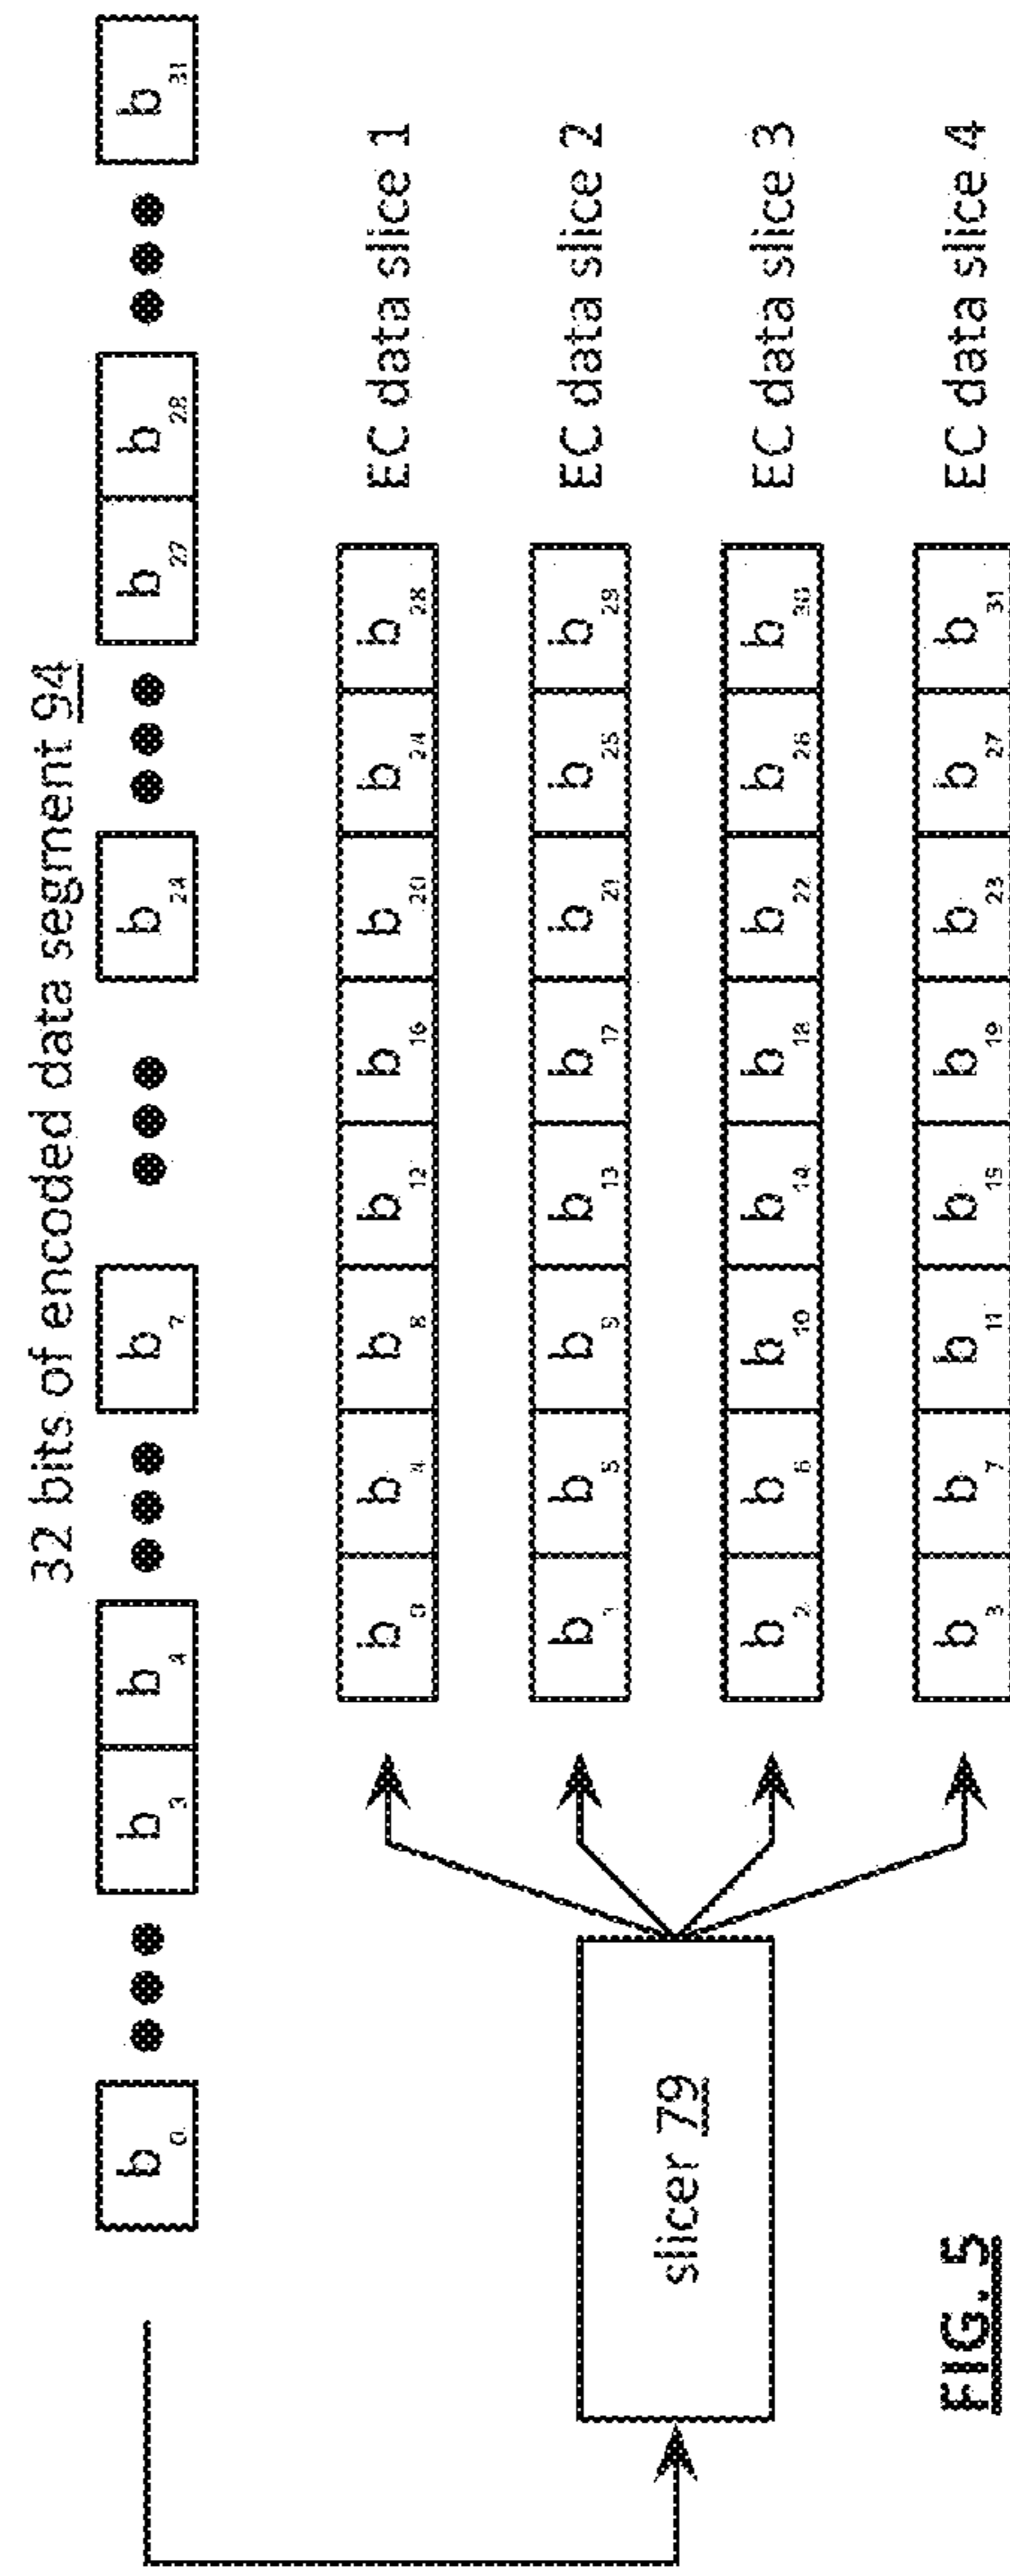 32 bits of encoded data segment 94
b0 b3 b4 b7 b24 b27 b28 b31
b0 b4 b8 b12 b16 b20 b24 b28 EC data slice 1
b1 b5 b9 b13 b17 b21 b25 b29 EC data slice 2
slicer 79
b2 b6 b10 b14 b18 b22 b26 b30 EC data slice 3
b3 b7 b11 b15 b19 b23 b27 b31 EC data slice 4
FIG. 5